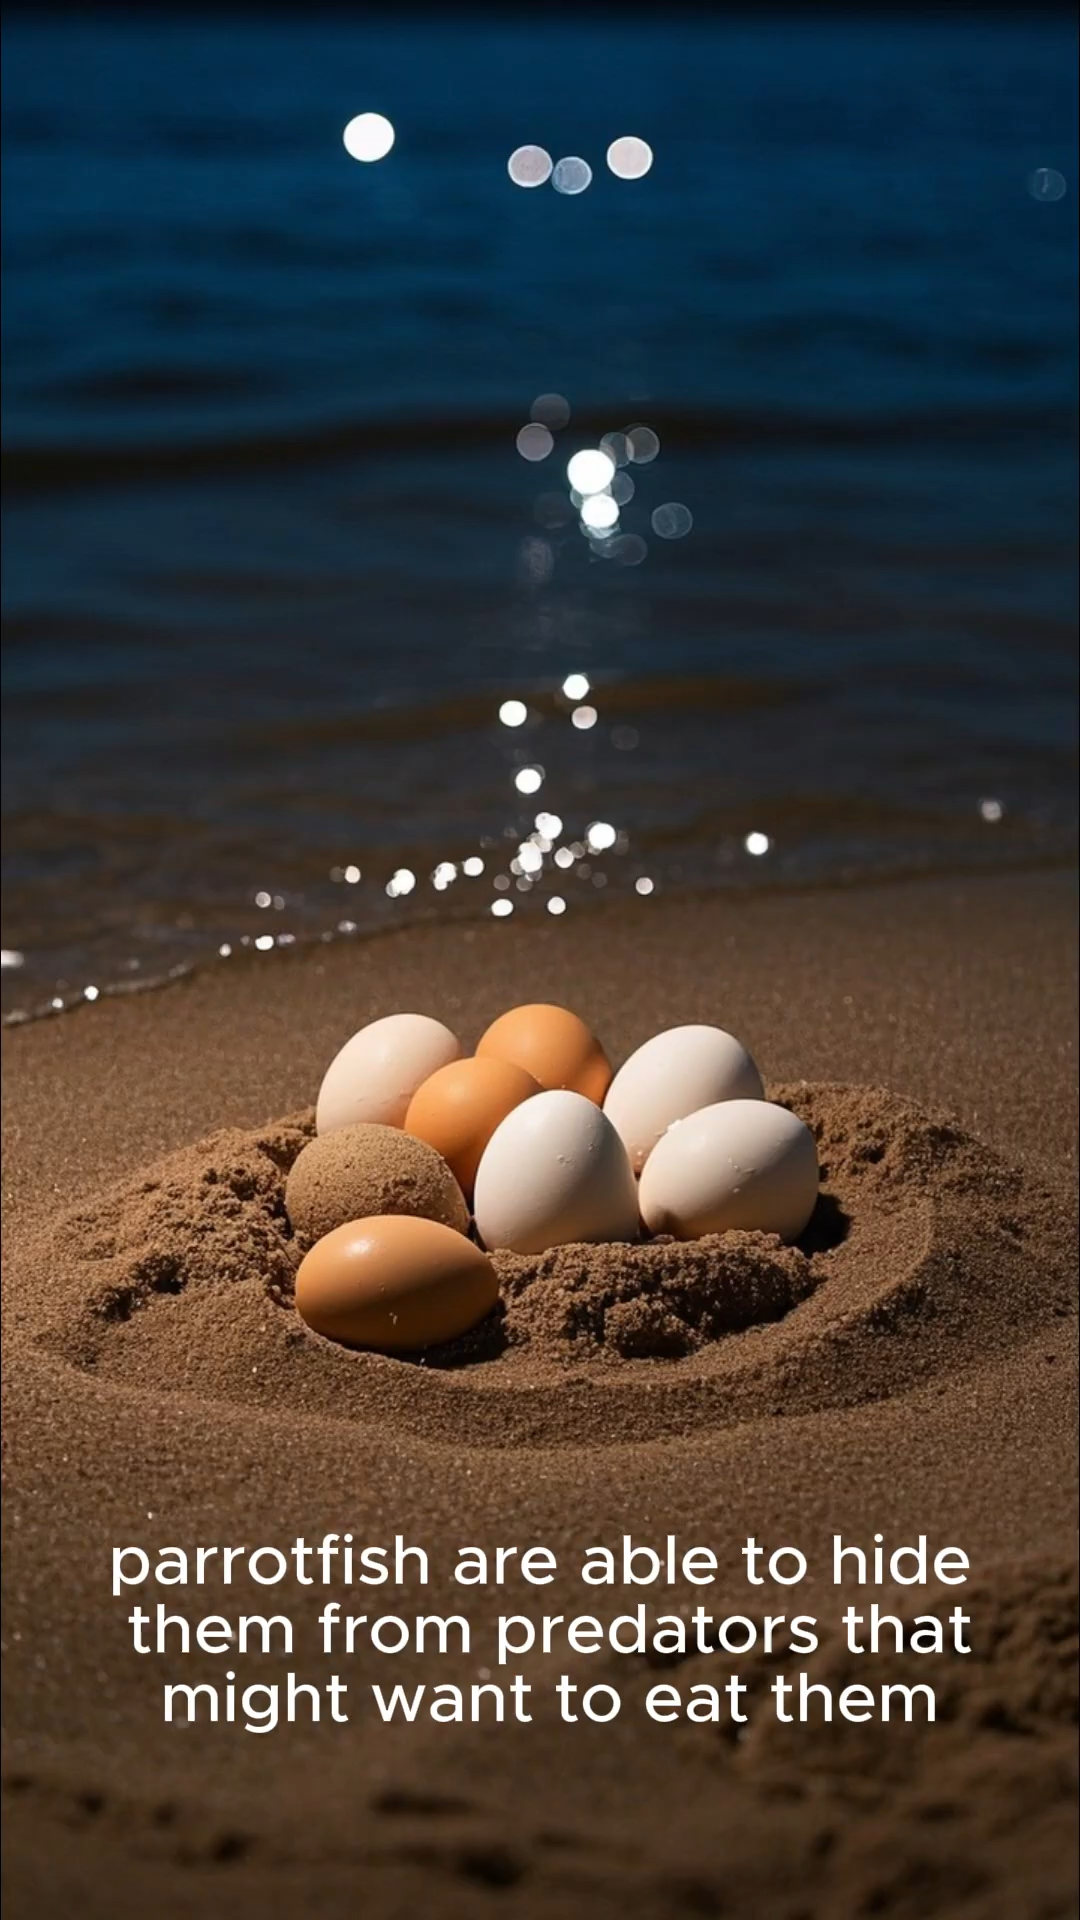 parrotfish are able to hide
them from predators that
might want to eat them